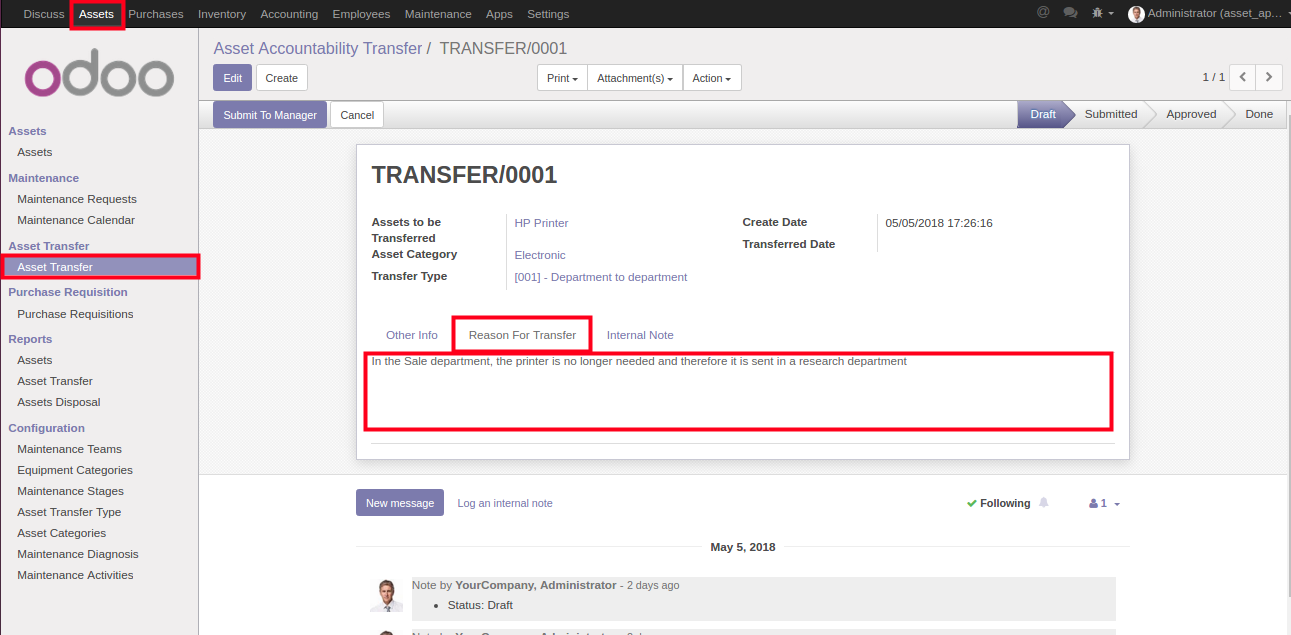 Discuss Assets Purchases Inventory Accounting Employees Maintenance Apps Settings @ Administrator (asset_ap...
odoo
Assets
Assets
Maintenance
Maintenance Requests
Maintenance Calendar
Asset Transfer
Asset Transfer
Purchase Requisition
Purchase Requisitions
Reports
Assets
Asset Transfer
Assets Disposal
Configuration
Maintenance Teams
Equipment Categories
Maintenance Stages
Asset Transfer Type
Asset Categories
Maintenance Diagnosis
Maintenance Activities
Asset Accountability Transfer / TRANSFER/0001
Edit Create Print Attachment(s) Action 1 / 1
Submit To Manager Cancel Draft Submitted Approved Done
TRANSFER/0001
Assets to be Transferred HP Printer
Asset Category Electronic
Transfer Type [001] - Department to department
Create Date 05/05/2018 17:26:16
Transferred Date
Other Info Reason For Transfer Internal Note
In the Sale department, the printer is no longer needed and therefore it is sent in a research department
New message Log an internal note Following 1
May 5, 2018
Note by YourCompany, Administrator - 2 days ago
Status: Draft